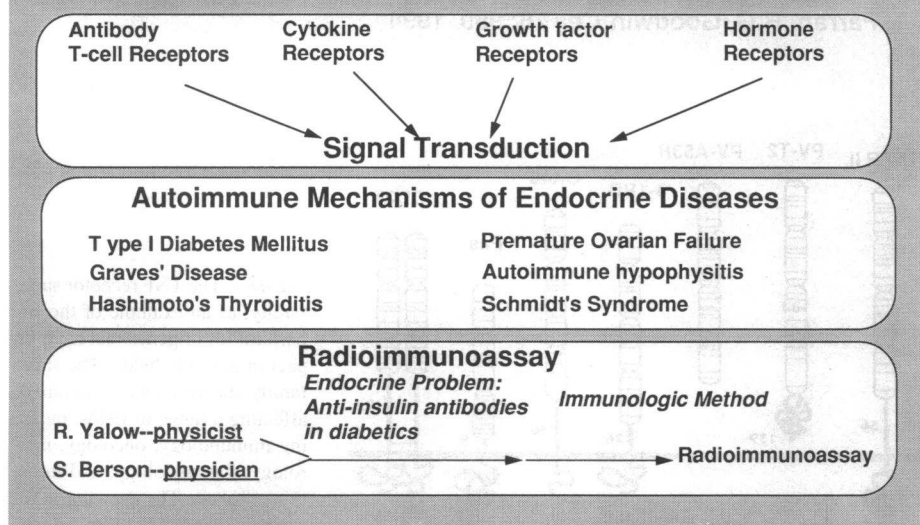 Antibody
T-cell Receptors
Cytokine
Receptors
Growth factor
Receptors
Hormone
Receptors
Signal Transduction
Autoimmune Mechanisms of Endocrine Diseases
T ype I Diabetes Mellitus
Graves' Disease
Hashimoto's Thyroiditis
Premature Ovarian Failure
Autoimmune hypophysitis
Schmidt's Syndrome
Radioimmunoassay
Endocrine Problem:
Anti-insulin antibodies
in diabetics
Immunologic Method
R. Yalow--physicist
S. Berson--physician
Radioimmunoassay